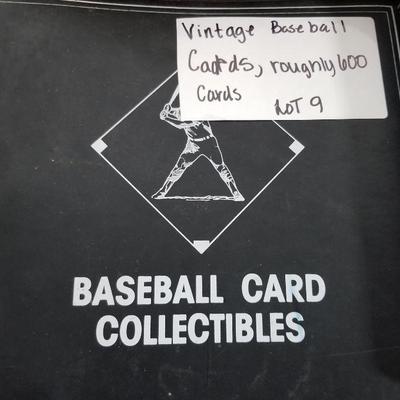 Vintage Baseball
Cards, roughly 600
Cards
LOT 9
BASEBALL CARD
COLLECTIBLES